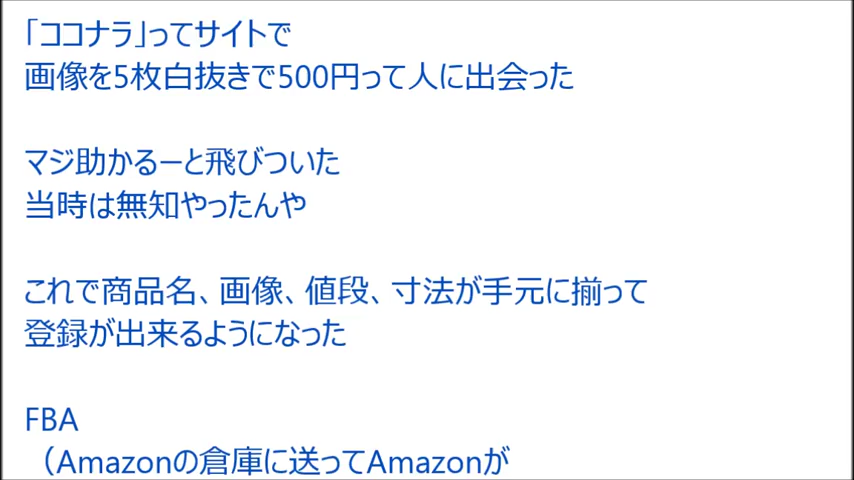 「ココナラ」ってサイトで
画像を5枚白抜きで500円って人に出会った
マジ助かるーと飛びついた
当時は無知やったんや
これで商品名、画像、値段、寸法が手元に揃って
登録が出来るようになった
FBA
（Amazonの倉庫に送ってAmazonが